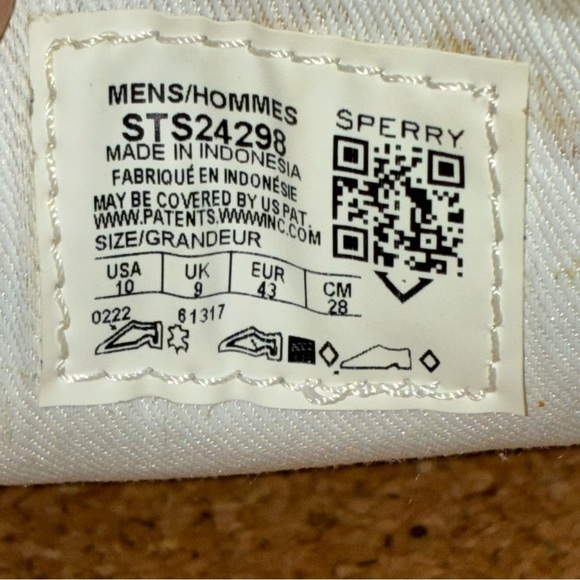 MENS/HOMMES
STS24298
MADE IN INDONESIA
FABRIQUÉ EN INDONÉSIE
MAY BE COVERED BY US PAT.
WWW.PATENTS.WWWINC.COM
SIZE/GRANDEUR
USA UK EUR CM
10 9 43 28
0222 61317
SPERRY